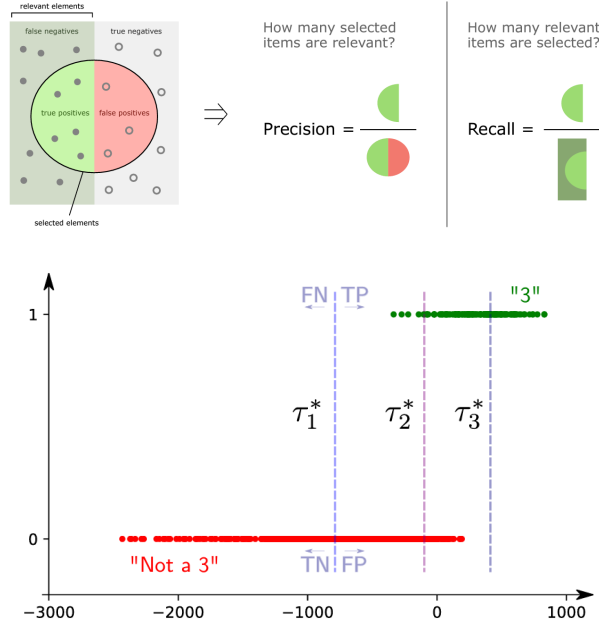 relevant elements
false negatives
true negatives
true positives
false positives
selected elements
How many selected
items are relevant?
Precision =
How many relevant
items are selected?
Recall =
FN TP
"3"
1
τ₁*
τ₂*
τ₃*
0
"Not a 3"
TN FP
−3000
−2000
−1000
0
1000